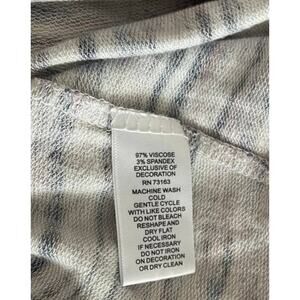 97% VISCOSE
3% SPANDEX
EXCLUSIVE OF
DECORATION
RN 73163
MACHINE WASH
COLD
GENTLE CYCLE
WITH LIKE COLORS
DO NOT BLEACH
RESHAPE AND
DRY FLAT
COOL IRON
IF NECESSARY
DO NOT IRON
ON DECORATION
OR DRY CLEAN